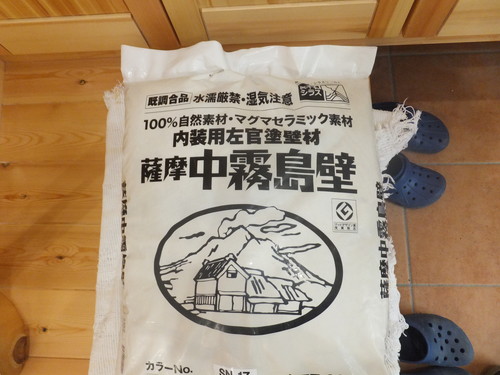 既調合品 水濡厳禁・湿気注意
シラス
100%自然素材・マグマセラミック素材
内装用左官塗壁材
薩摩中霧島壁
カラーNo.
SN-17